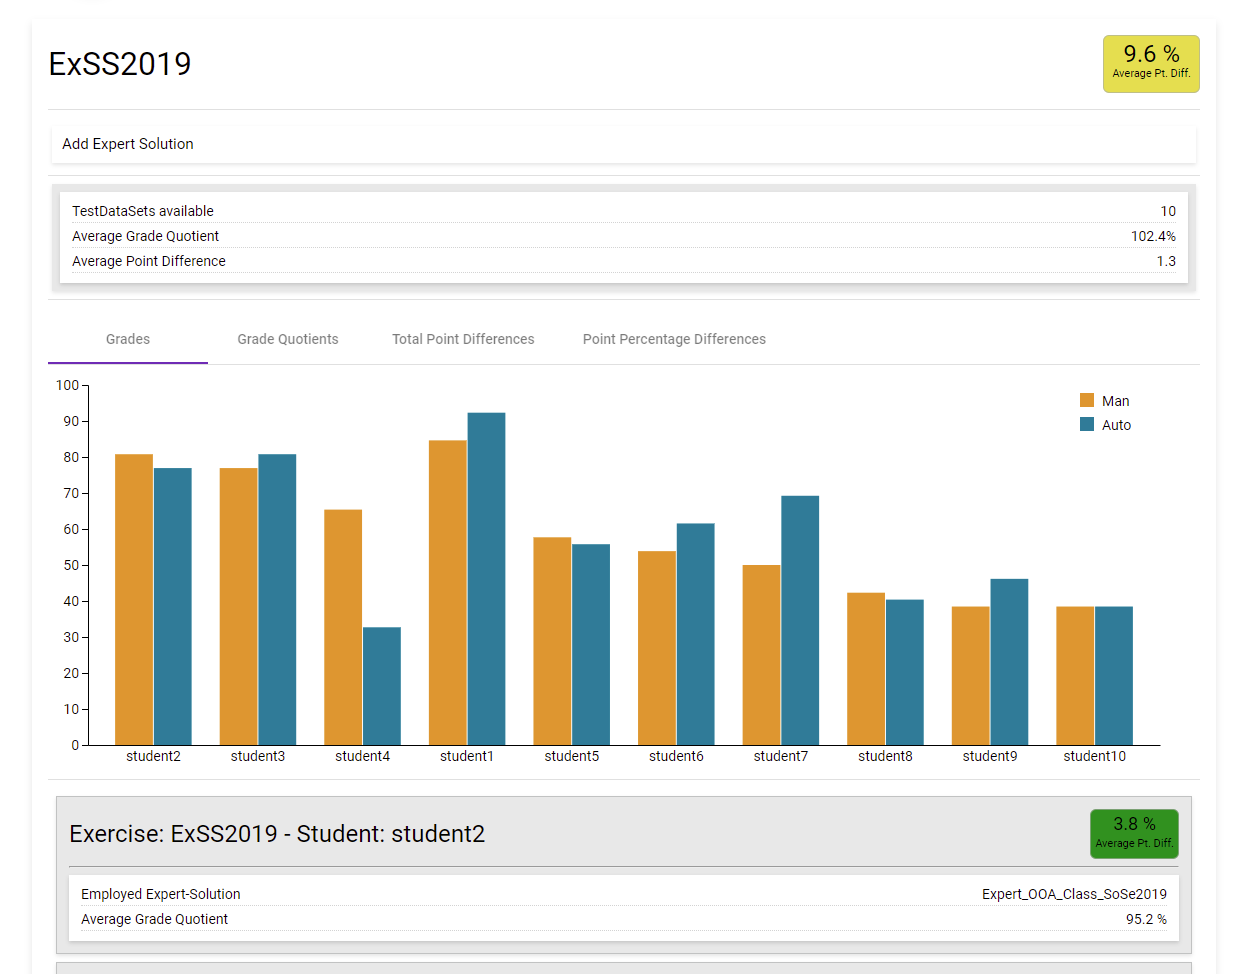 ExSS2019
9.6 %
Average Pt. Diff.
Add Expert Solution
TestDataSets available 10
Average Grade Quotient 102.4%
Average Point Difference 1.3
Grades Grade Quotients Total Point Differences Point Percentage Differences
100
90
80
70
60
50
40
30
20
10
0
Man
Auto
student2 student3 student4 student1 student5 student6 student7 student8 student9 student10
Exercise: ExSS2019 - Student: student2
3.8 %
Average Pt. Diff.
Employed Expert-Solution Expert_OOA_Class_SoSe2019
Average Grade Quotient 95.2 %